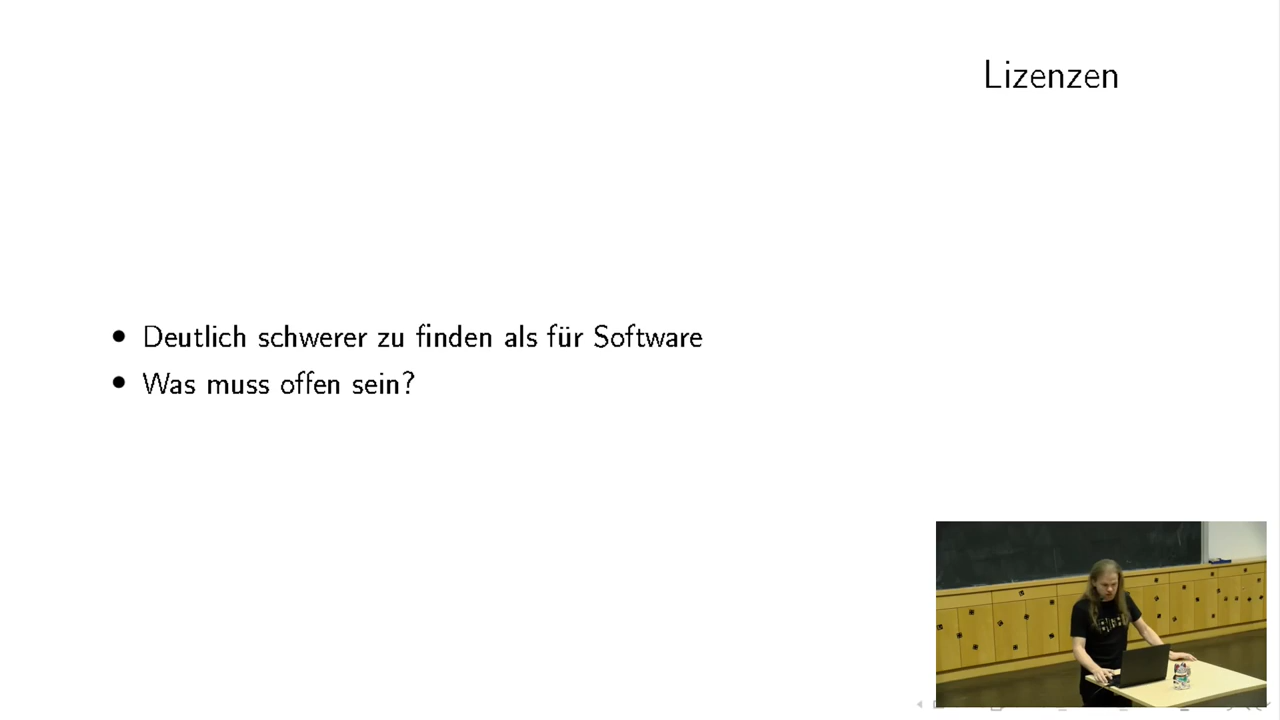 Lizenzen
• Deutlich schwerer zu finden als für Software
• Was muss offen sein?